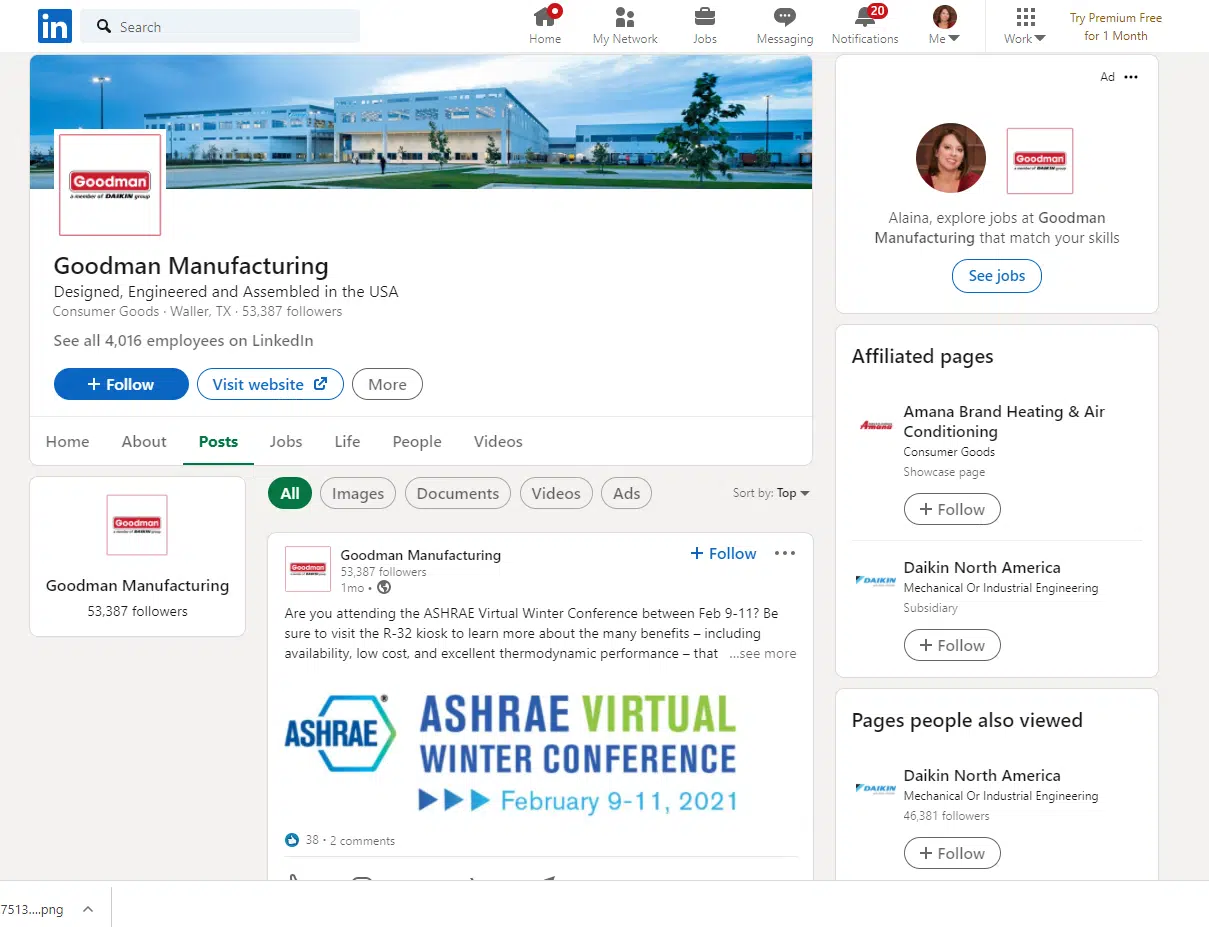 in
Search
Home
My Network
Jobs
Messaging
20
Notifications
Me
Work
Try Premium Free
for 1 Month
Goodman
a member of DAIKIN group
Goodman Manufacturing
Designed, Engineered and Assembled in the USA
Consumer Goods · Waller, TX · 53,387 followers
See all 4,016 employees on LinkedIn
+ Follow
Visit website
More
Home
About
Posts
Jobs
Life
People
Videos
Goodman
a member of DAIKIN group
Goodman Manufacturing
53,387 followers
All
Images
Documents
Videos
Ads
Sort by: Top
Goodman
a member of DAIKIN group
Goodman Manufacturing
53,387 followers
1mo •
+ Follow
Are you attending the ASHRAE Virtual Winter Conference between Feb 9-11? Be
sure to visit the R-32 kiosk to learn more about the many benefits – including
availability, low cost, and excellent thermodynamic performance – that ...see more
ASHRAE®
ASHRAE VIRTUAL
WINTER CONFERENCE
February 9-11, 2021
38 · 2 comments
Ad
Goodman
a member of DAIKIN group
Alaina, explore jobs at Goodman
Manufacturing that match your skills
See jobs
Affiliated pages
Amana
Amana Brand Heating & Air
Conditioning
Consumer Goods
Showcase page
+ Follow
DAIKIN
Daikin North America
Mechanical Or Industrial Engineering
Subsidiary
+ Follow
Pages people also viewed
DAIKIN
Daikin North America
Mechanical Or Industrial Engineering
46,381 followers
+ Follow
7513....png